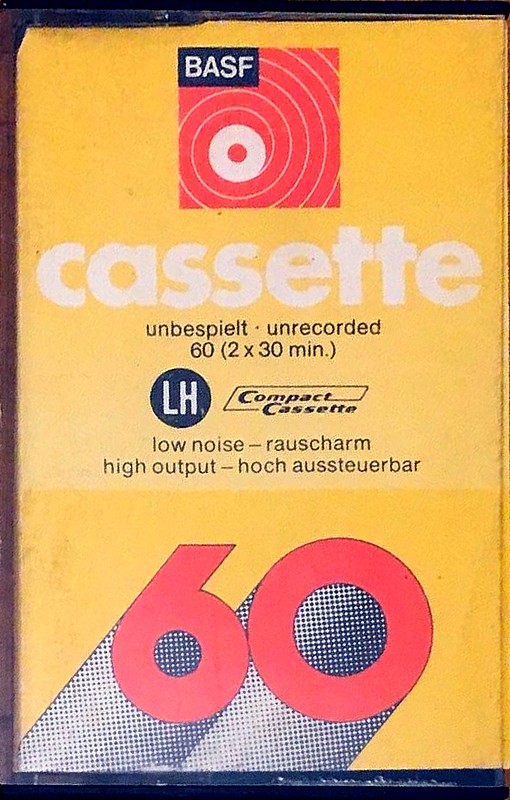 BASF
cassette
unbespielt · unrecorded
60 (2 x 30 min.)
LH Compact Cassette
low noise – rauscharm
high output – hoch aussteuerbar
60